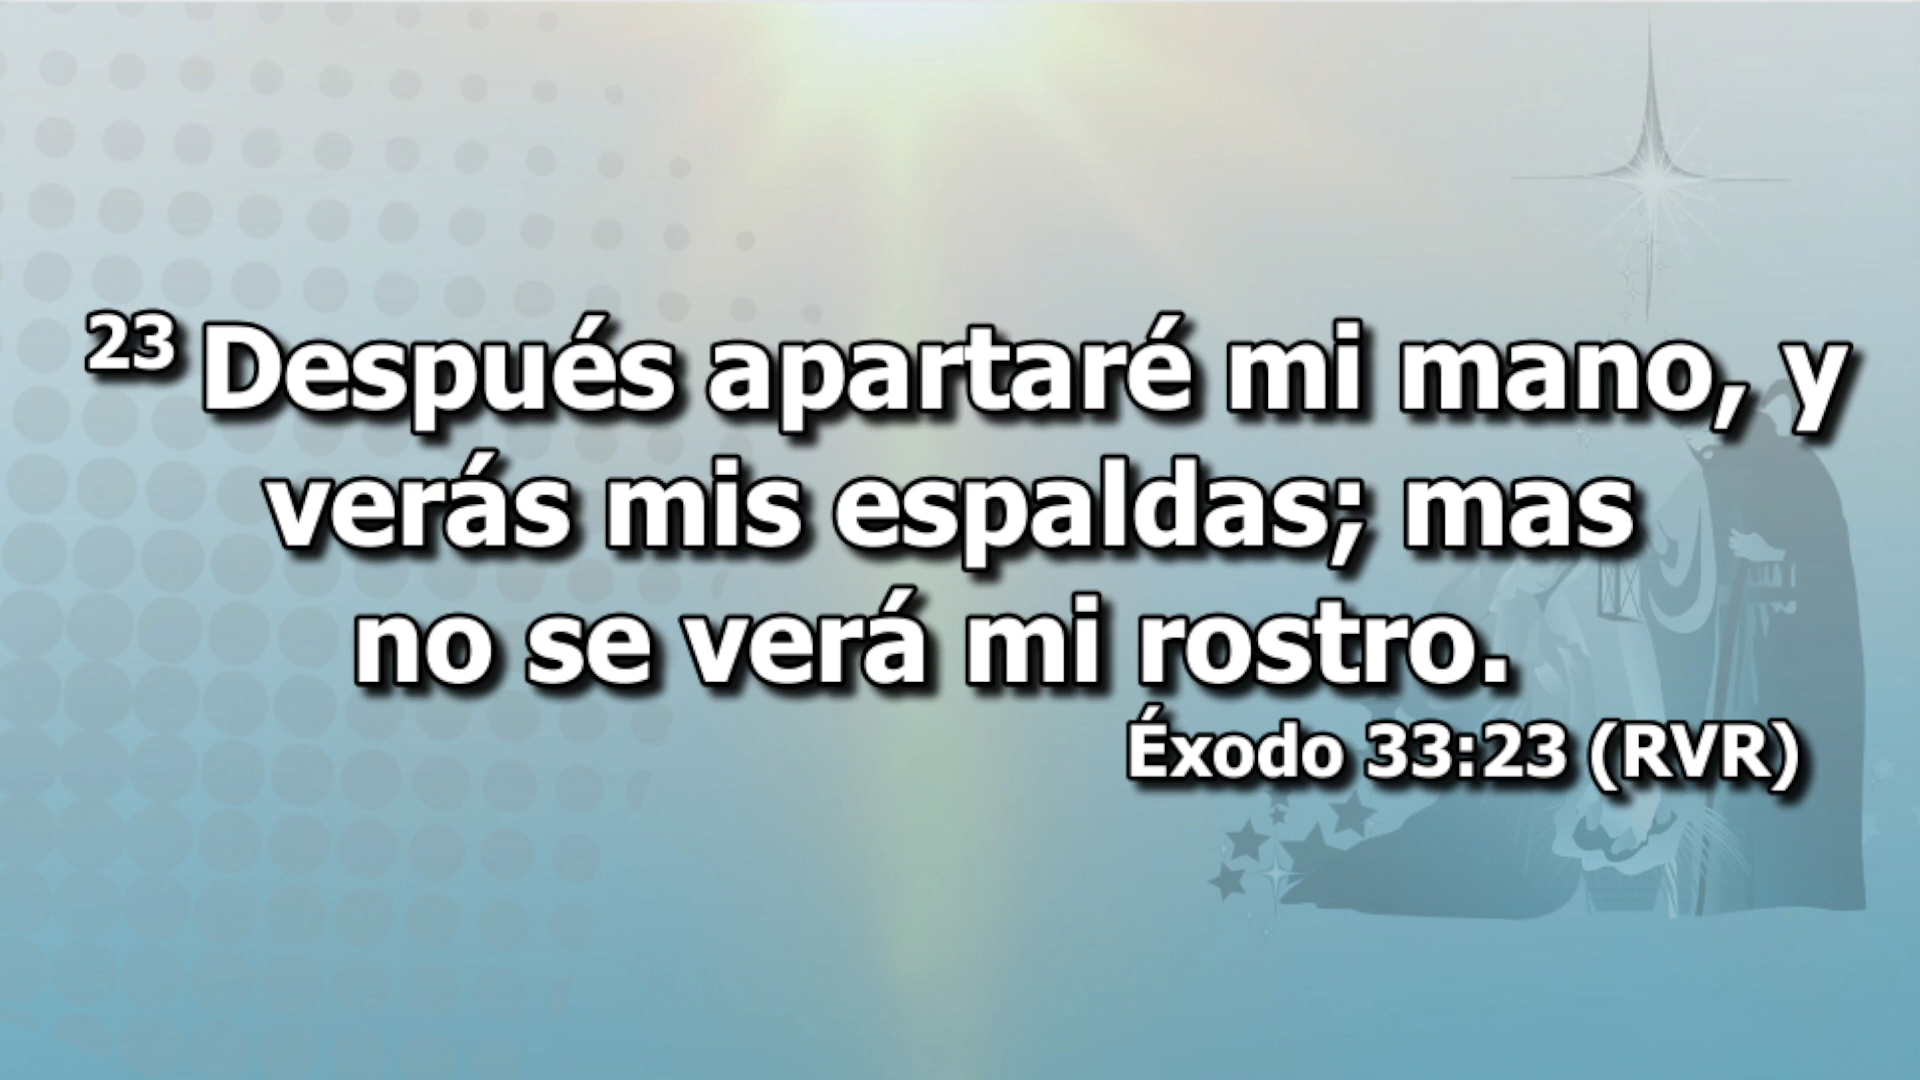 23 Después apartaré mi mano, y
verás mis espaldas; mas
no se verá mi rostro.
Éxodo 33:23 (RVR)